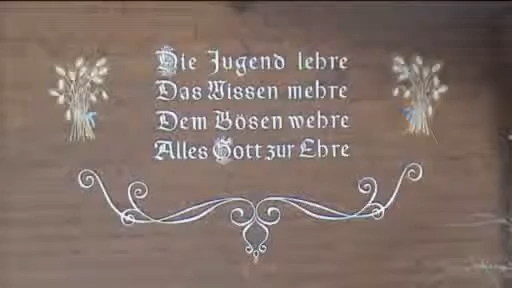 Die Jugend lehre
Das Wissen mehre
Dem Bösen wehre
Alles Gott zur Ehre